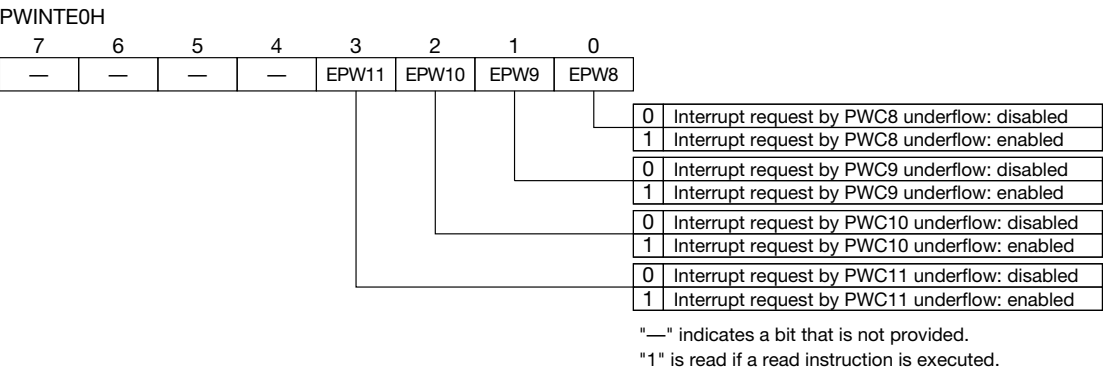 PWINTE0H
7 6 5 4 3 2 1 0
— — — — EPW11 EPW10 EPW9 EPW8
0 Interrupt request by PWC8 underflow: disabled
1 Interrupt request by PWC8 underflow: enabled
0 Interrupt request by PWC9 underflow: disabled
1 Interrupt request by PWC9 underflow: enabled
0 Interrupt request by PWC10 underflow: disabled
1 Interrupt request by PWC10 underflow: enabled
0 Interrupt request by PWC11 underflow: disabled
1 Interrupt request by PWC11 underflow: enabled
"—" indicates a bit that is not provided.
"1" is read if a read instruction is executed.